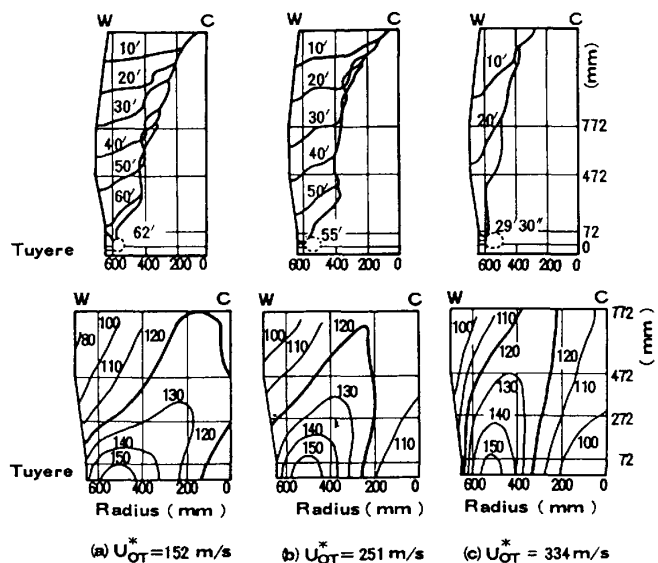 W C W C W C
10′ 10′ 10′
20′ 20′ 20′
30′ 30′
40′ 40′
50′ 50′
60′
62′ 55′ 29′ 30″
(mm)
772
472
72
0
Tuyere
600 400 200 0 600 400 200 0 600 400 200 0
W C W C W C
80 100 110 120 130 140 150 120
100 110 120 130 140 150 110
100 110 120 130 140 150 120 110 100
772
(mm)
472
272
72
Tuyere
600 400 200 0 600 400 200 0 600 400 200 0
Radius (mm) Radius (mm) Radius (mm)
(a) U*OT=152 m/s (b) U*OT= 251 m/s (c) U*OT = 334 m/s